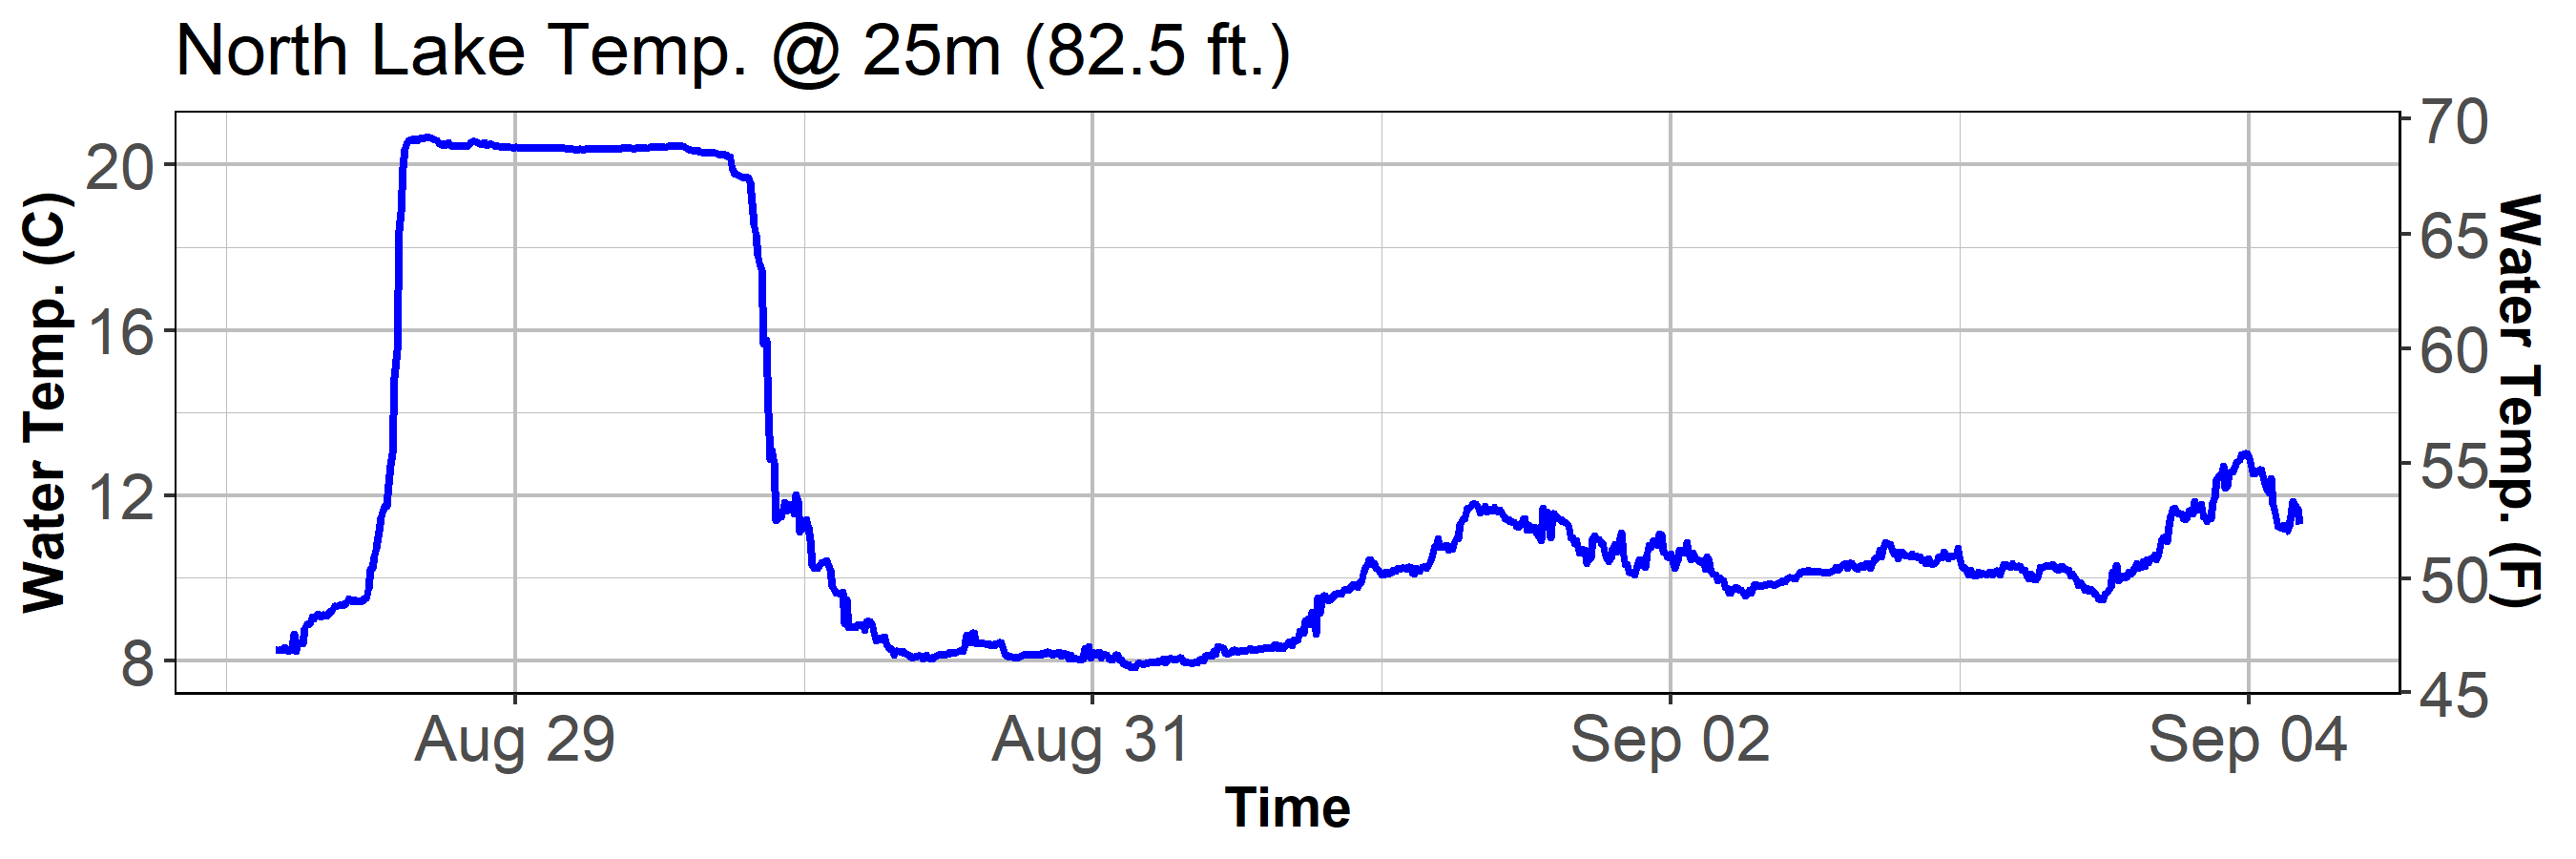 North Lake Temp. @ 25m (82.5 ft.)
Water Temp. (C)
20
16
12
8
70
65
60
55
50
45
Water Temp. (F)
Aug 29
Aug 31
Sep 02
Sep 04
Time